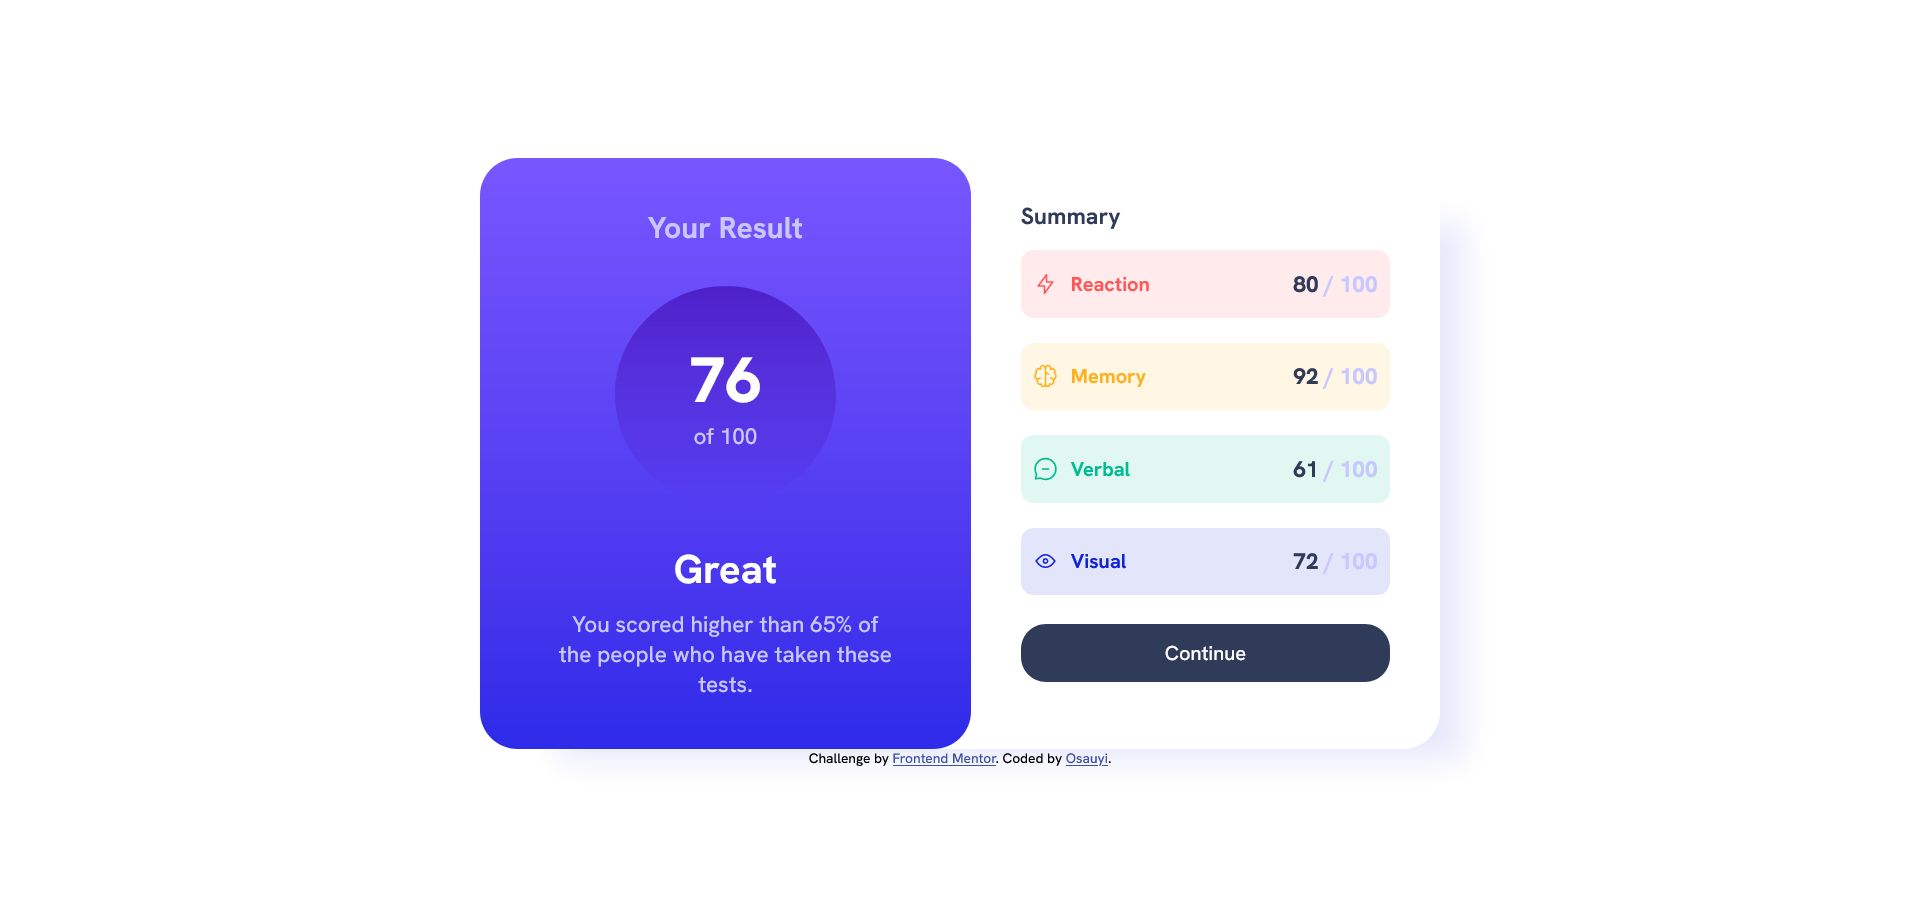 Your Result
76
of 100
Great
You scored higher than 65% of
the people who have taken these
tests.
Summary
Reaction 80 / 100
Memory 92 / 100
Verbal 61 / 100
Visual 72 / 100
Continue
Challenge by Frontend Mentor. Coded by Osauyi.